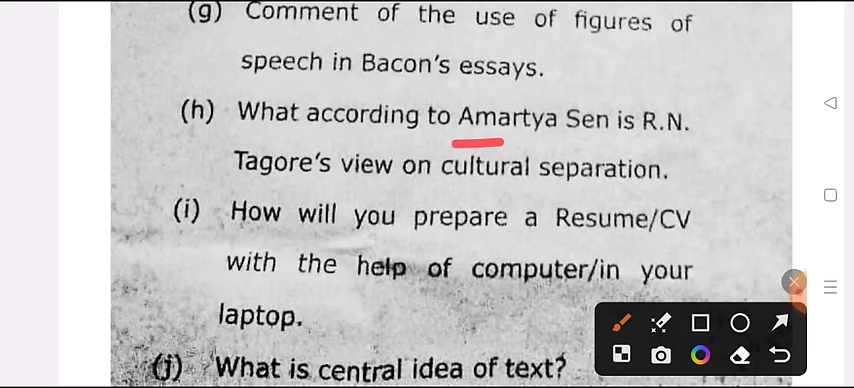 (g) Comment of the use of figures of
speech in Bacon's essays.
(h) What according to Amartya Sen is R.N.
Tagore's view on cultural separation.
(i) How will you prepare a Resume/CV
with the help of computer/in your
laptop.
(j) What is central idea of text?